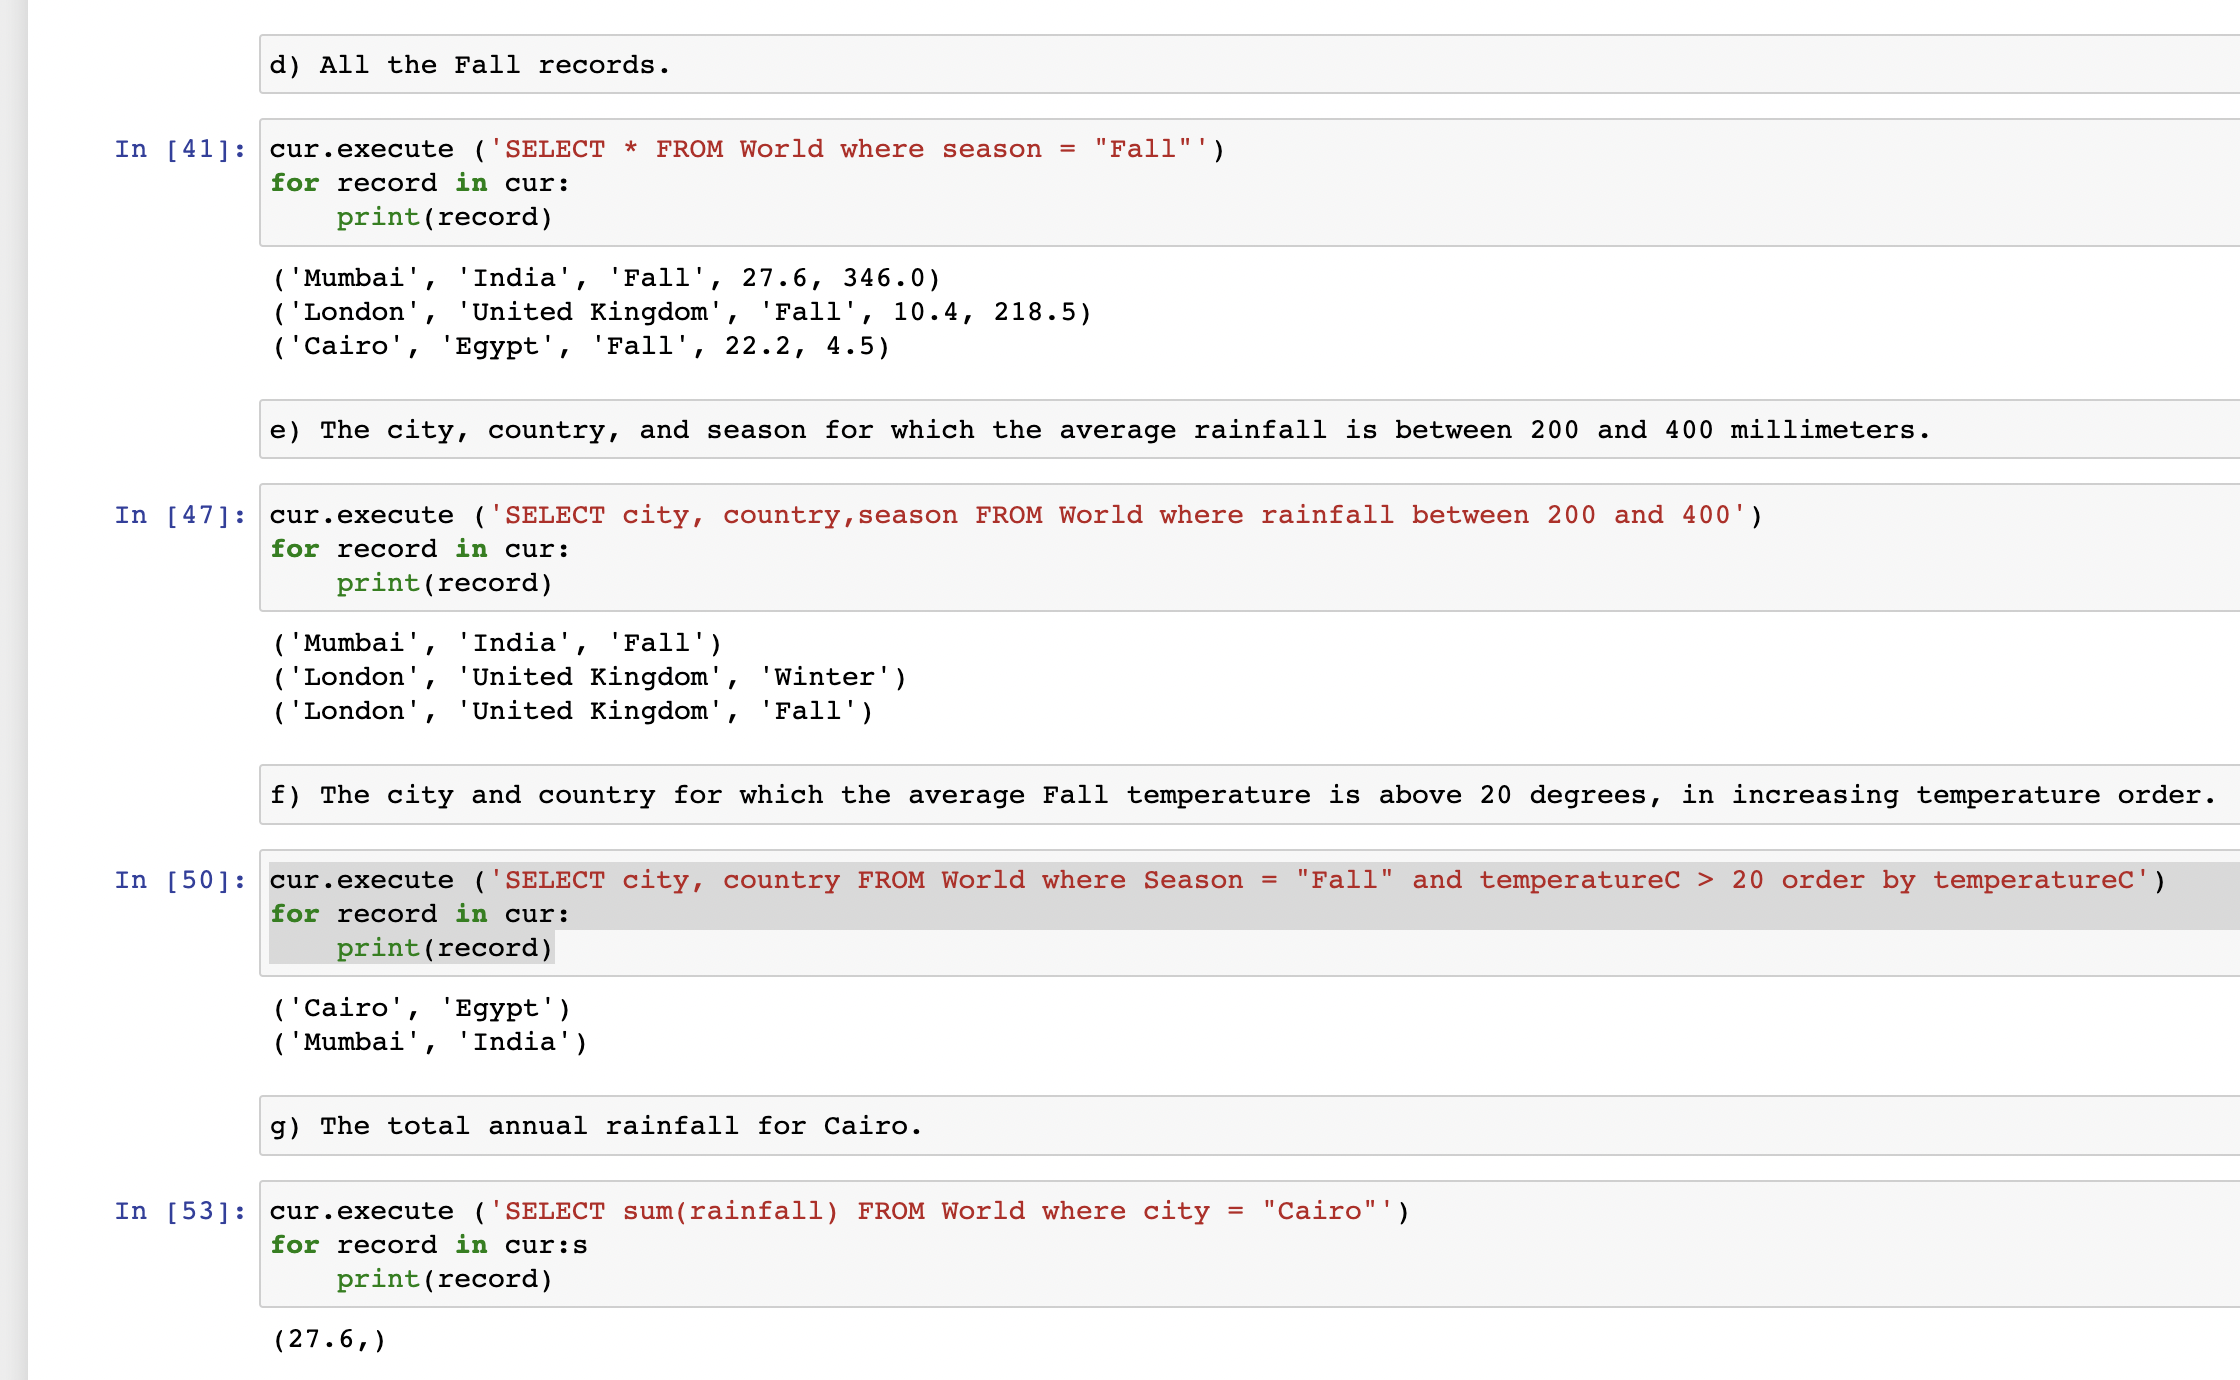 d) All the Fall records.
In [41]: cur.execute ('SELECT * FROM World where season = "Fall"')
for record in cur:
    print(record)
('Mumbai', 'India', 'Fall', 27.6, 346.0)
('London', 'United Kingdom', 'Fall', 10.4, 218.5)
('Cairo', 'Egypt', 'Fall', 22.2, 4.5)
e) The city, country, and season for which the average rainfall is between 200 and 400 millimeters.
In [47]: cur.execute ('SELECT city, country,season FROM World where rainfall between 200 and 400')
for record in cur:
    print(record)
('Mumbai', 'India', 'Fall')
('London', 'United Kingdom', 'Winter')
('London', 'United Kingdom', 'Fall')
f) The city and country for which the average Fall temperature is above 20 degrees, in increasing temperature order.
In [50]: cur.execute ('SELECT city, country FROM World where Season = "Fall" and temperatureC > 20 order by temperatureC')
for record in cur:
    print(record)
('Cairo', 'Egypt')
('Mumbai', 'India')
g) The total annual rainfall for Cairo.
In [53]: cur.execute ('SELECT sum(rainfall) FROM World where city = "Cairo"')
for record in cur:s
    print(record)
(27.6,)